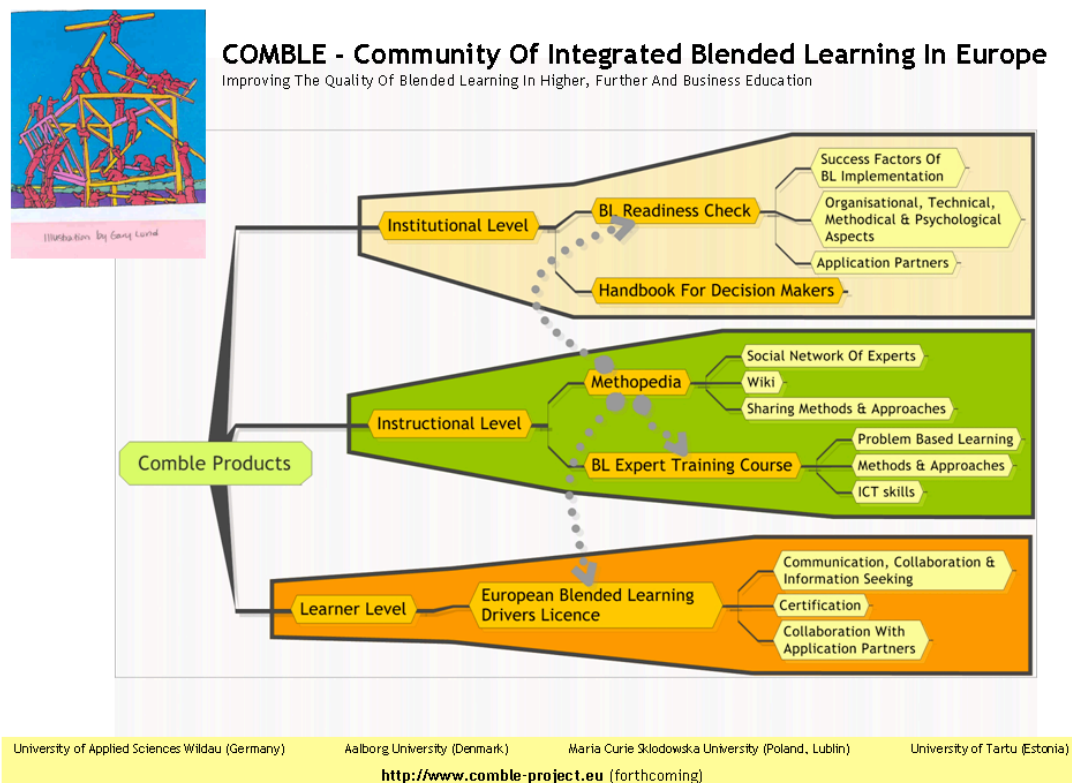 COMBLE - Community Of Integrated Blended Learning In Europe
Improving The Quality Of Blended Learning In Higher, Further And Business Education
Illustration by Gary Lund
Comble Products
Institutional Level
BL Readiness Check
Success Factors Of
BL Implementation
Organisational, Technical,
Methodical & Psychological
Aspects
Application Partners
Handbook For Decision Makers
Instructional Level
Methopedia
Social Network Of Experts
Wiki
Sharing Methods & Approaches
BL Expert Training Course
Problem Based Learning
Methods & Approaches
ICT skills
Learner Level
European Blended Learning
Drivers Licence
Communication, Collaboration &
Information Seeking
Certification
Collaboration With
Application Partners
University of Applied Sciences Wildau (Germany) Aalborg University (Denmark) Maria Curie Sklodowska University (Poland, Lublin) University of Tartu (Estonia)
http://www.comble-project.eu (forthcoming)